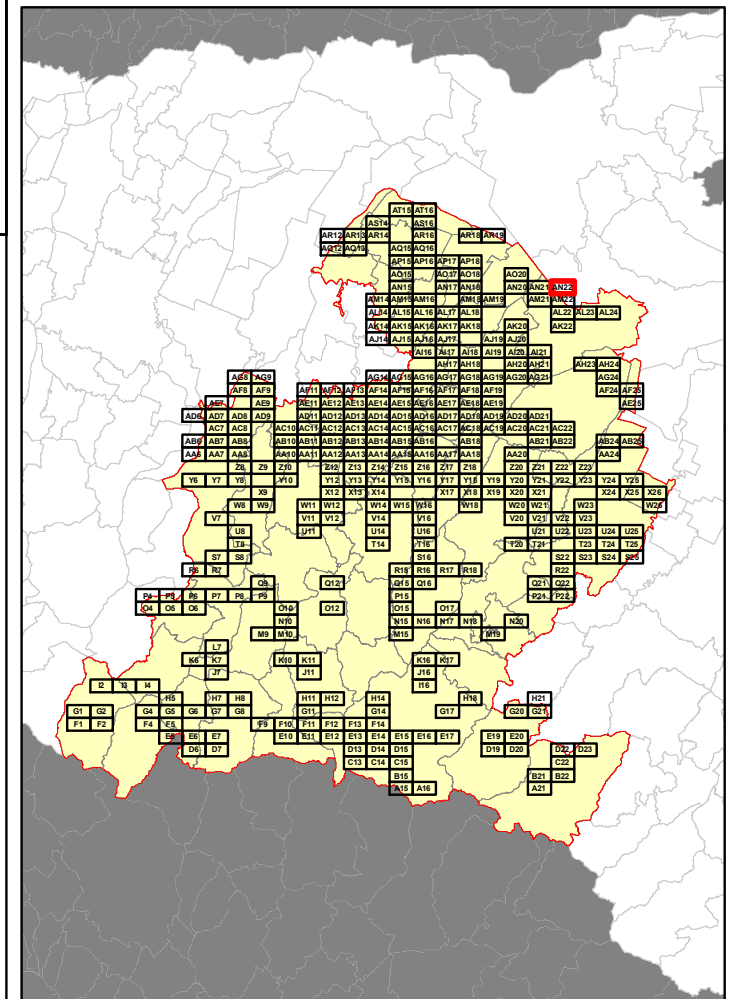 AT15 AT16
AS14 AS16
AR12 AR13 AR14 AR16 AR18 AR19
AQ12 AQ13 AQ15 AQ16
AP15 AP16 AP17 AP18
AO15 AO17 AO18 AO20
AN15 AN17 AN18 AN20 AN21 AN22
AM14 AM15 AM16 AM18 AM19 AM21 AM22
AL14 AL15 AL16 AL17 AL18 AL22 AL23 AL24
AK14 AK15 AK16 AK17 AK18 AK20 AK22
AJ14 AJ15 AJ16 AJ17 AJ19 AJ20
AI16 AI17 AI18 AI19 AI20 AI21
AH17 AH18 AH20 AH21 AH23 AH24
AG8 AG9 AG14 AG15 AG16 AG17 AG18 AG19 AG20 AG21 AG24
AF8 AF9 AF11 AF12 AF13 AF14 AF15 AF16 AF17 AF18 AF19 AF24 AF25
AE7 AE9 AE11 AE12 AE13 AE14 AE15 AE16 AE17 AE18 AE19 AE25
AD6 AD7 AD8 AD9 AD11 AD12 AD13 AD14 AD15 AD16 AD17 AD18 AD19 AD20 AD21
AC7 AC8 AC10 AC11 AC12 AC13 AC14 AC15 AC16 AC17 AC18 AC19 AC20 AC21 AC22
AB6 AB7 AB8 AB10 AB11 AB12 AB13 AB14 AB15 AB16 AB18 AB21 AB22 AB24 AB25
AA6 AA7 AA8 AA10 AA11 AA12 AA13 AA14 AA15 AA16 AA17 AA18 AA20 AA24
Z8 Z9 Z10 Z12 Z13 Z14 Z15 Z16 Z17 Z18 Z20 Z21 Z22 Z23
Y6 Y7 Y8 Y10 Y12 Y13 Y14 Y15 Y16 Y17 Y18 Y19 Y20 Y21 Y22 Y23 Y24 Y25
X9 X12 X13 X14 X17 X18 X19 X20 X21 X24 X25 X26
W8 W9 W11 W12 W14 W15 W16 W18 W20 W21 W23 W26
V7 V11 V12 V14 V16 V20 V21 V22 V23
U8 U11 U14 U16 U21 U22 U23 U24 U25
T8 T14 T16 T20 T21 T23 T24 T25
S7 S8 S16 S22 S23 S24 S25
R6 R7 R15 R16 R17 R18 R22
Q9 Q12 Q15 Q16 Q21 Q22
P4 P5 P6 P7 P8 P9 P15 P21 P22
O4 O5 O6 O10 O12 O15 O17
N10 N15 N16 N17 N18 N20
M9 M10 M15 M19
L7
K6 K7 K10 K11 K16 K17
J7 J11 J16
I2 I3 I4 I16
H5 H7 H8 H11 H12 H14 H18 H21
G1 G2 G4 G5 G6 G7 G8 G11 G14 G17 G20 G21
F1 F2 F4 F5 F9 F10 F11 F12 F13 F14
E5 E6 E7 E10 E11 E12 E13 E14 E15 E16 E17 E19 E20
D6 D7 D13 D14 D15 D19 D20 D22 D23
C13 C14 C15 C22
B15 B21 B22
A15 A16 A21